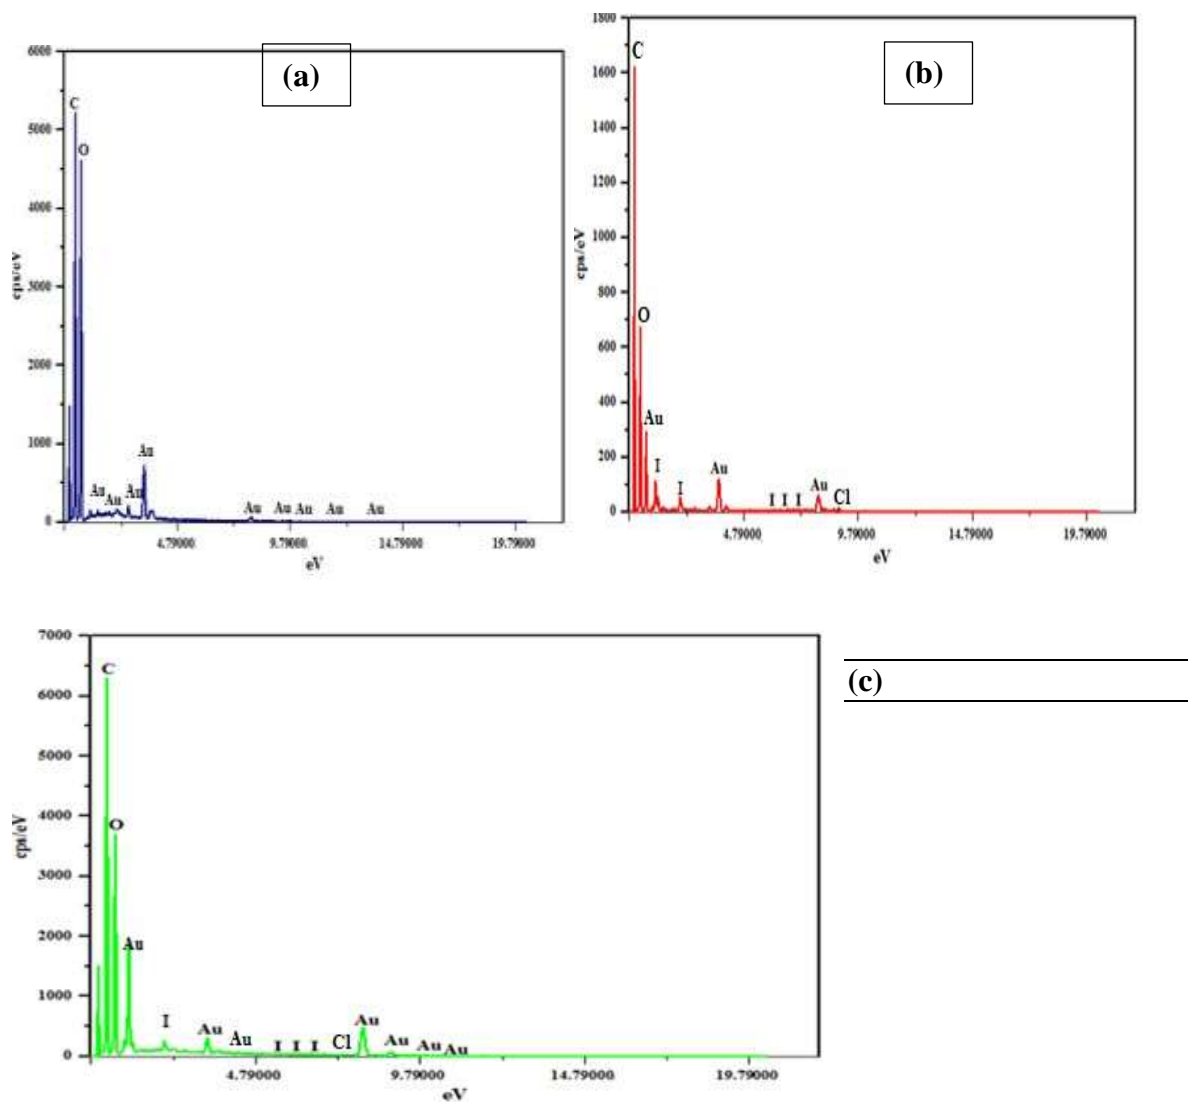 (a)
6000
5000
4000
3000
2000
1000
0
cps/eV
C
O
Au
Au
Au
Au
Au
Au
Au
Au
Au
4.79000
9.79000
14.79000
19.79000
eV
(b)
1800
1600
1400
1200
1000
800
600
400
200
0
cps/eV
C
O
Au
I
I
Au
I I I
Au
Cl
4.79000
9.79000
14.79000
19.79000
eV
(c)
7000
6000
5000
4000
3000
2000
1000
0
cps/eV
C
O
Au
I
Au
Au
I I I
Cl
Au
Au
Au
Au
4.79000
9.79000
14.79000
19.79000
eV